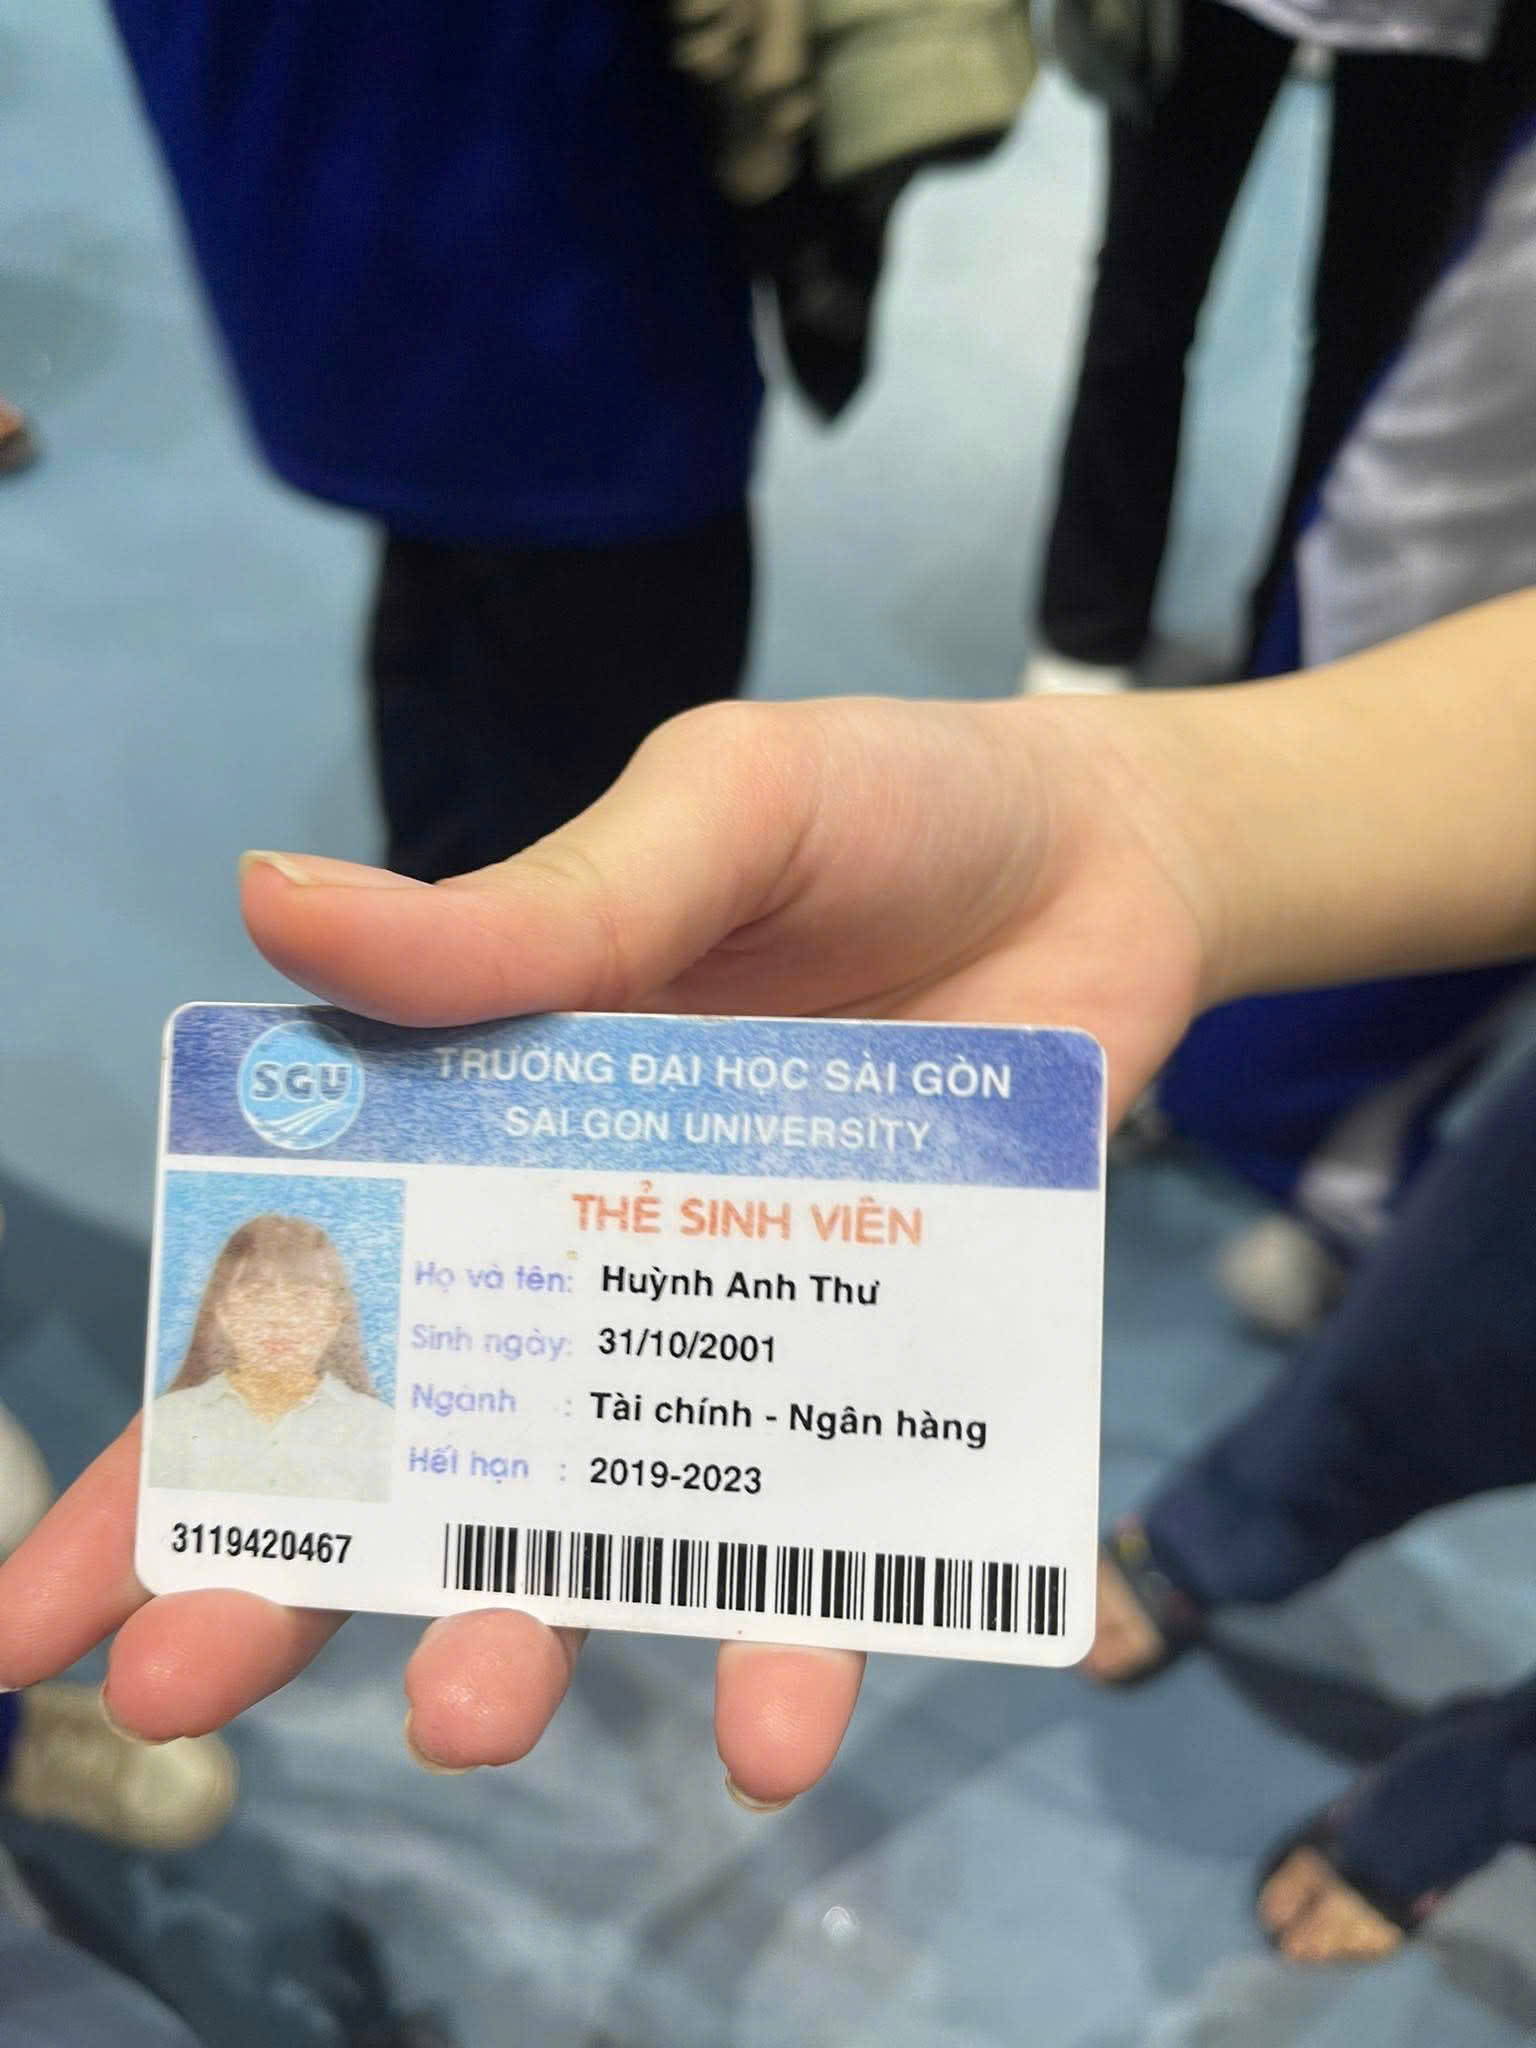 SGU
TRƯỜNG ĐẠI HỌC SÀI GÒN
SAI GON UNIVERSITY
THẺ SINH VIÊN
Họ và tên: Huỳnh Anh Thư
Sinh ngày: 31/10/2001
Ngành : Tài chính - Ngân hàng
Hết hạn : 2019-2023
3119420467